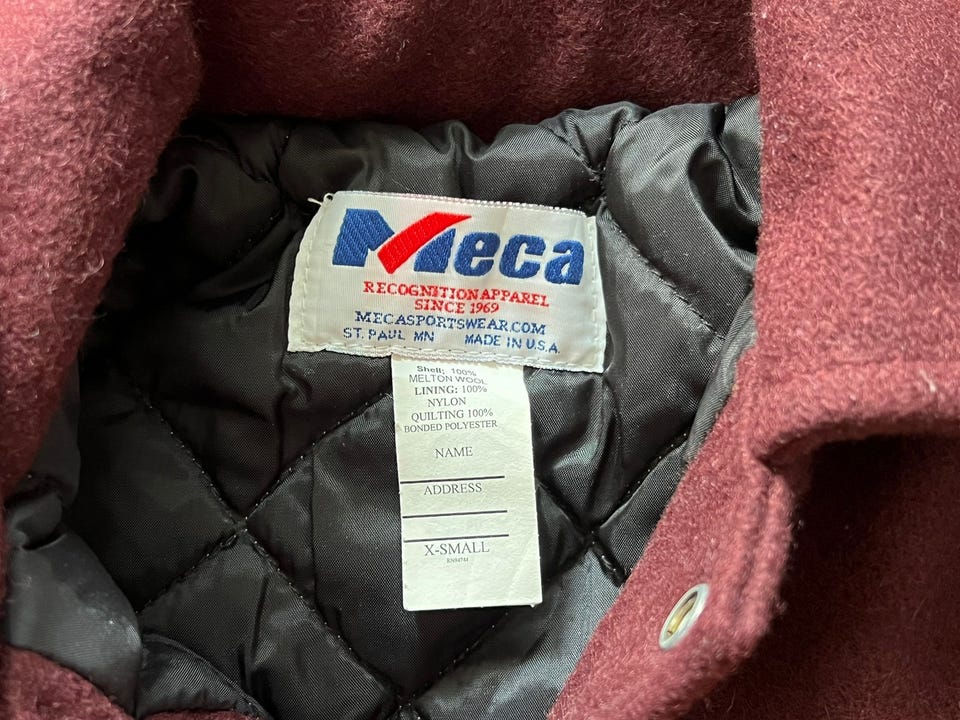 Meca
RECOGNITION APPAREL
SINCE 1969
MECASPORTSWEAR.COM
ST. PAUL MN MADE IN U.S.A.
Shell; 100%
MELTON WOOL
LINING: 100%
NYLON
QUILTING 100%
BONDED POLYESTER
NAME
ADDRESS
X-SMALL
RN94744